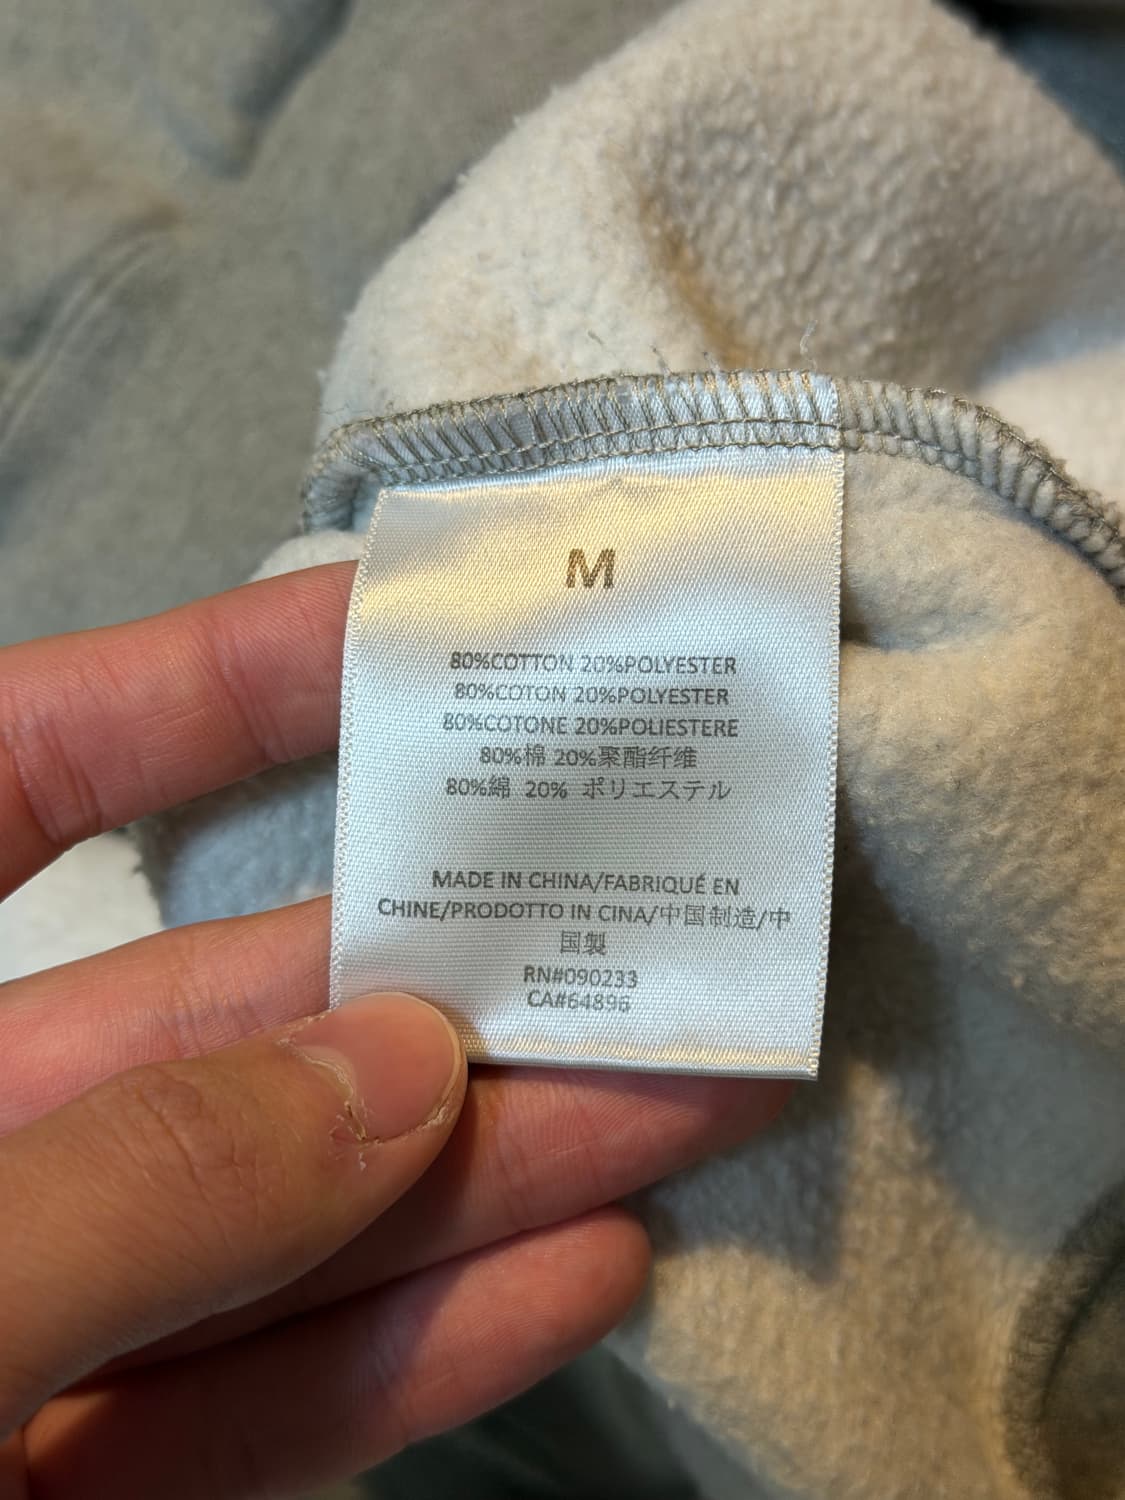 M
80%COTTON 20%POLYESTER
80%COTON 20%POLYESTER
80%COTONE 20%POLIESTERE
80%棉 20%聚酯纤维
80%綿 20% ポリエステル
MADE IN CHINA/FABRIQUÉ EN
CHINE/PRODOTTO IN CINA/中国制造/中
国製
RN#090233
CA#64896